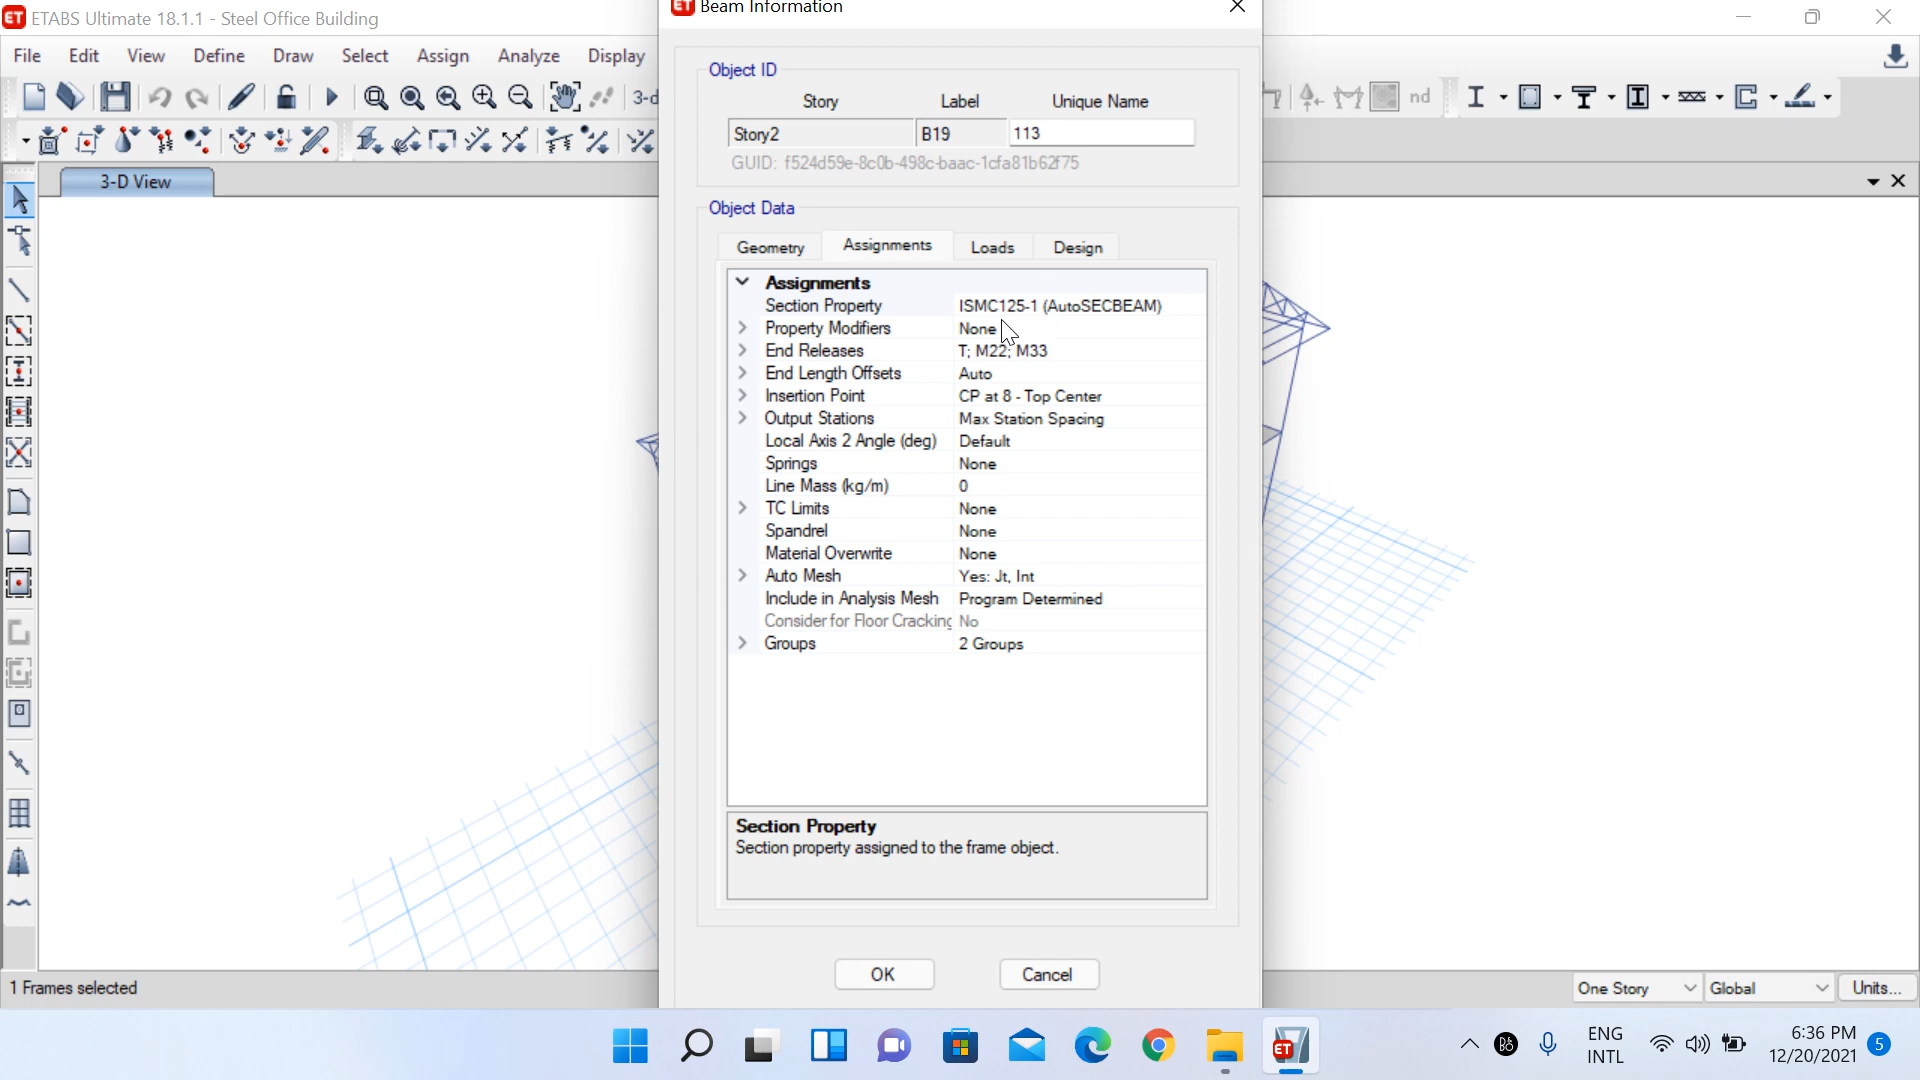 ET ETABS Ultimate 18.1.1 - Steel Office Building
ET Beam Information
File Edit View Define Draw Select Assign Analyze Display
3-d
nd
3-D View
Object ID
Story Label Unique Name
Story2 B19 113
GUID: f524d59e-8c0b-498c-baac-1cfa81b62f75
Object Data
Geometry Assignments Loads Design
Assignments
Section Property ISMC125-1 (AutoSECBEAM)
Property Modifiers None
End Releases T; M22; M33
End Length Offsets Auto
Insertion Point CP at 8 - Top Center
Output Stations Max Station Spacing
Local Axis 2 Angle (deg) Default
Springs None
Line Mass (kg/m) 0
TC Limits None
Spandrel None
Material Overwrite None
Auto Mesh Yes: Jt, Int
Include in Analysis Mesh Program Determined
Consider for Floor Cracking No
Groups 2 Groups
Section Property
Section property assigned to the frame object.
OK Cancel
1 Frames selected
One Story Global Units...
ET
ENG
INTL
6:36 PM
12/20/2021
5